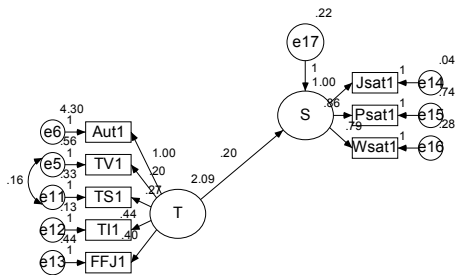 .22
e17
1
1.00
Jsat1
1
.04
e14
.86
Psat1
1
.74
e15
S
.79
Wsat1
1
.28
e16
4.30
e6
1
Aut1
.56
e5
1
TV1
1.00
.20
.20
.16
.33
e11
1
TS1
.27
2.09
T
.13
e12
1
TI1
.44
.44
e13
1
FFJ1
.40